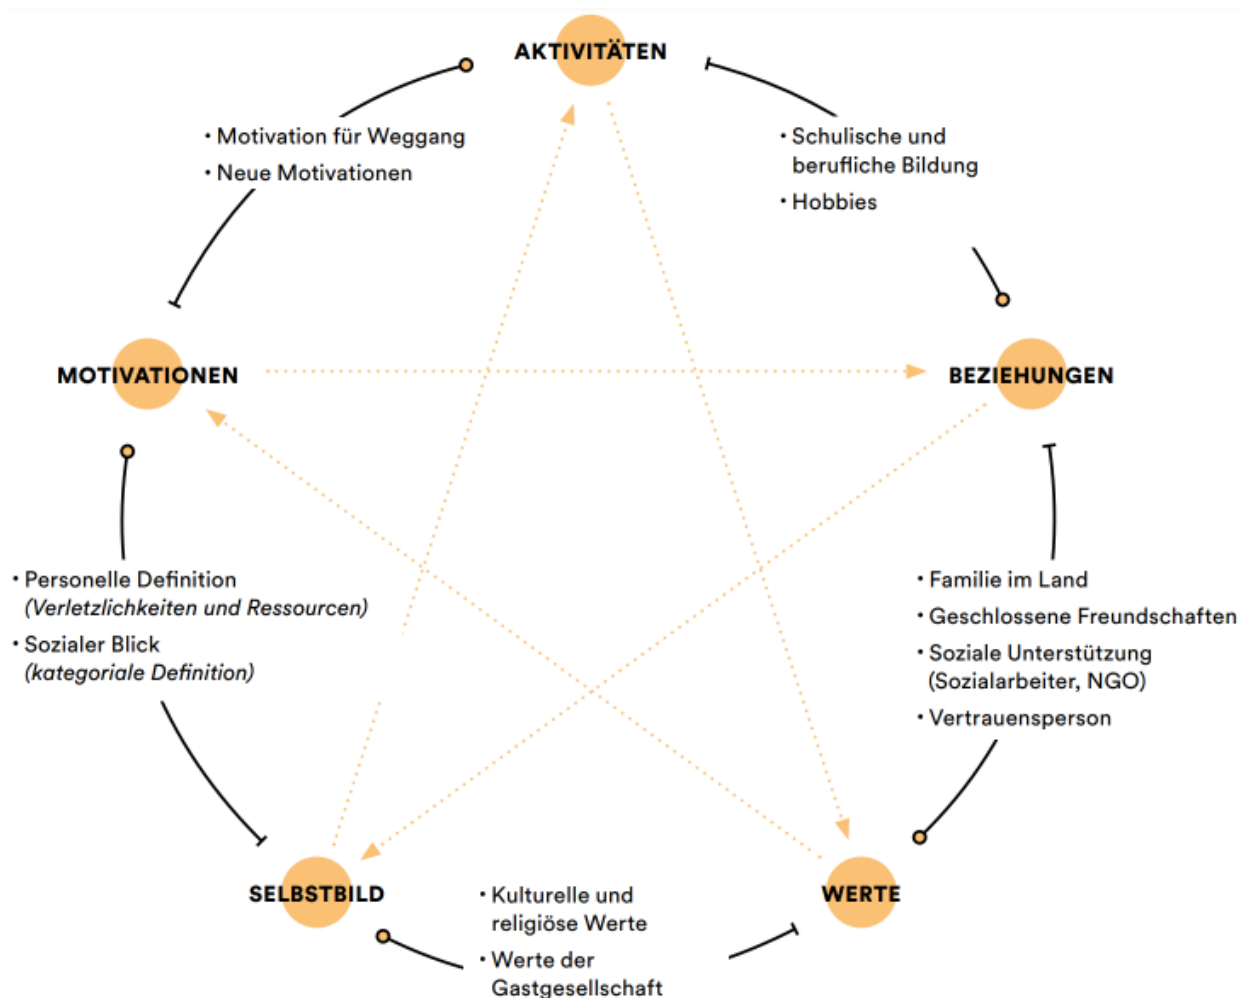 AKTIVITÄTEN
• Motivation für Weggang
• Neue Motivationen
• Schulische und
berufliche Bildung
• Hobbies
MOTIVATIONEN
BEZIEHUNGEN
• Personelle Definition
(Verletzlichkeiten und Ressourcen)
• Sozialer Blick
(kategoriale Definition)
• Familie im Land
• Geschlossene Freundschaften
• Soziale Unterstützung
(Sozialarbeiter, NGO)
• Vertrauensperson
SELBSTBILD
• Kulturelle und
religiöse Werte
• Werte der
Gastgesellschaft
WERTE